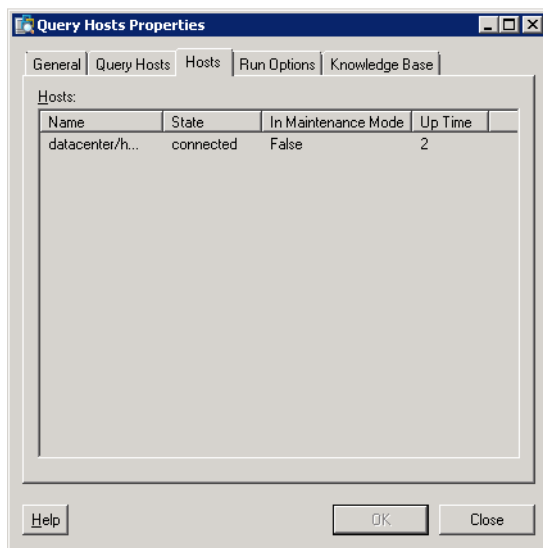 Query Hosts Properties
General Query Hosts Hosts Run Options Knowledge Base
Hosts:
Name State In Maintenance Mode Up Time
datacenter/h... connected False 2
Help OK Close